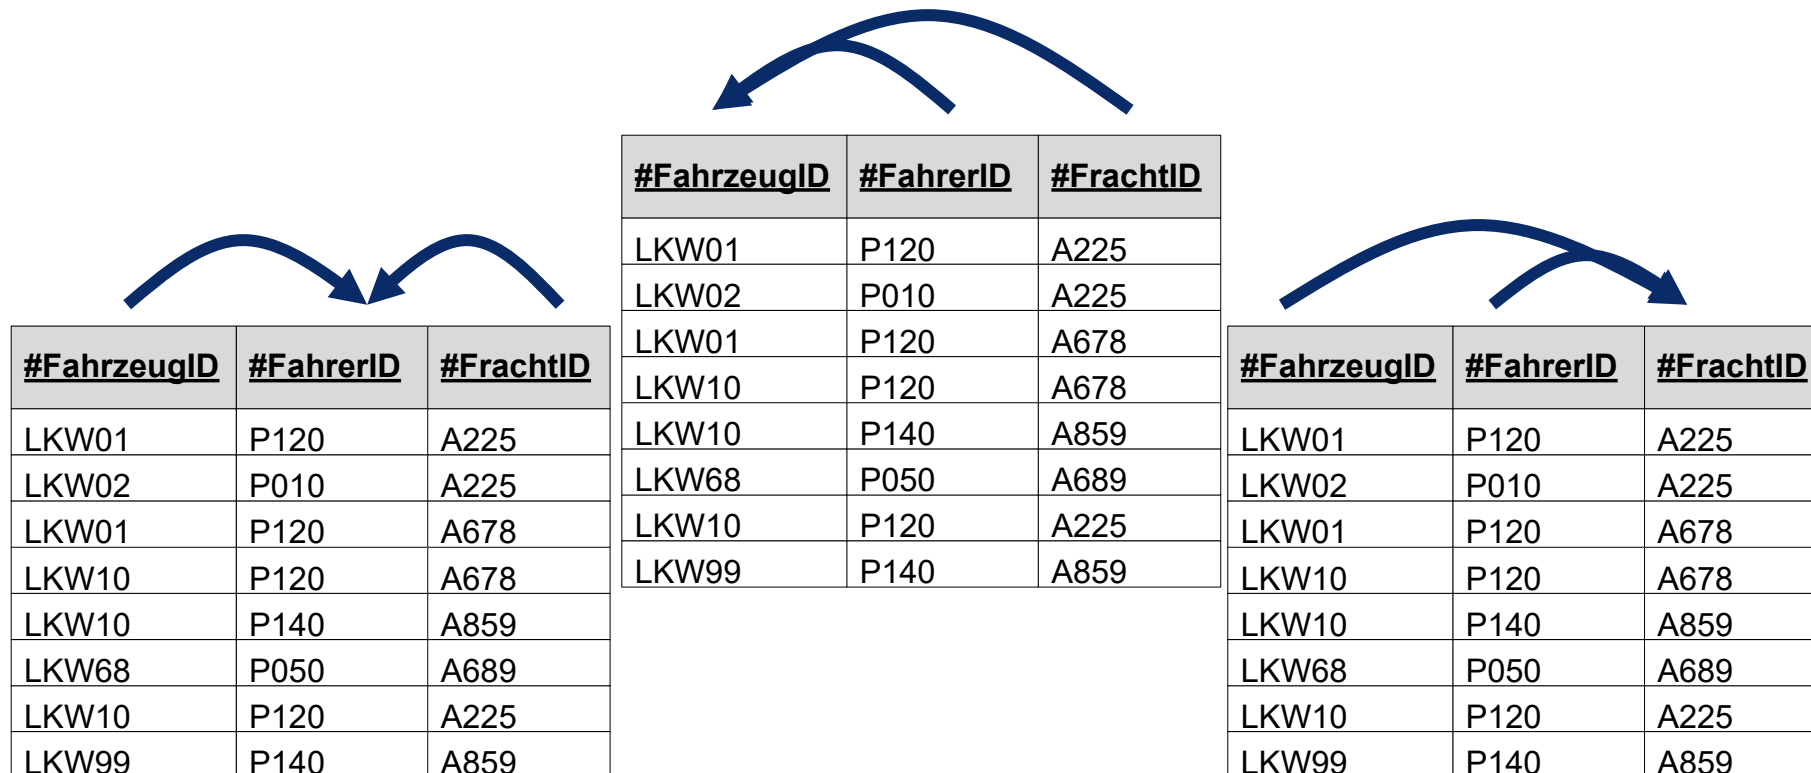 #FahrzeugID #FahrerID #FrachtID
LKW01 P120 A225
LKW02 P010 A225
LKW01 P120 A678
LKW10 P120 A678
LKW10 P140 A859
LKW68 P050 A689
LKW10 P120 A225
LKW99 P140 A859
#FahrzeugID #FahrerID #FrachtID
LKW01 P120 A225
LKW02 P010 A225
LKW01 P120 A678
LKW10 P120 A678
LKW10 P140 A859
LKW68 P050 A689
LKW10 P120 A225
LKW99 P140 A859
#FahrzeugID #FahrerID #FrachtID
LKW01 P120 A225
LKW02 P010 A225
LKW01 P120 A678
LKW10 P120 A678
LKW10 P140 A859
LKW68 P050 A689
LKW10 P120 A225
LKW99 P140 A859